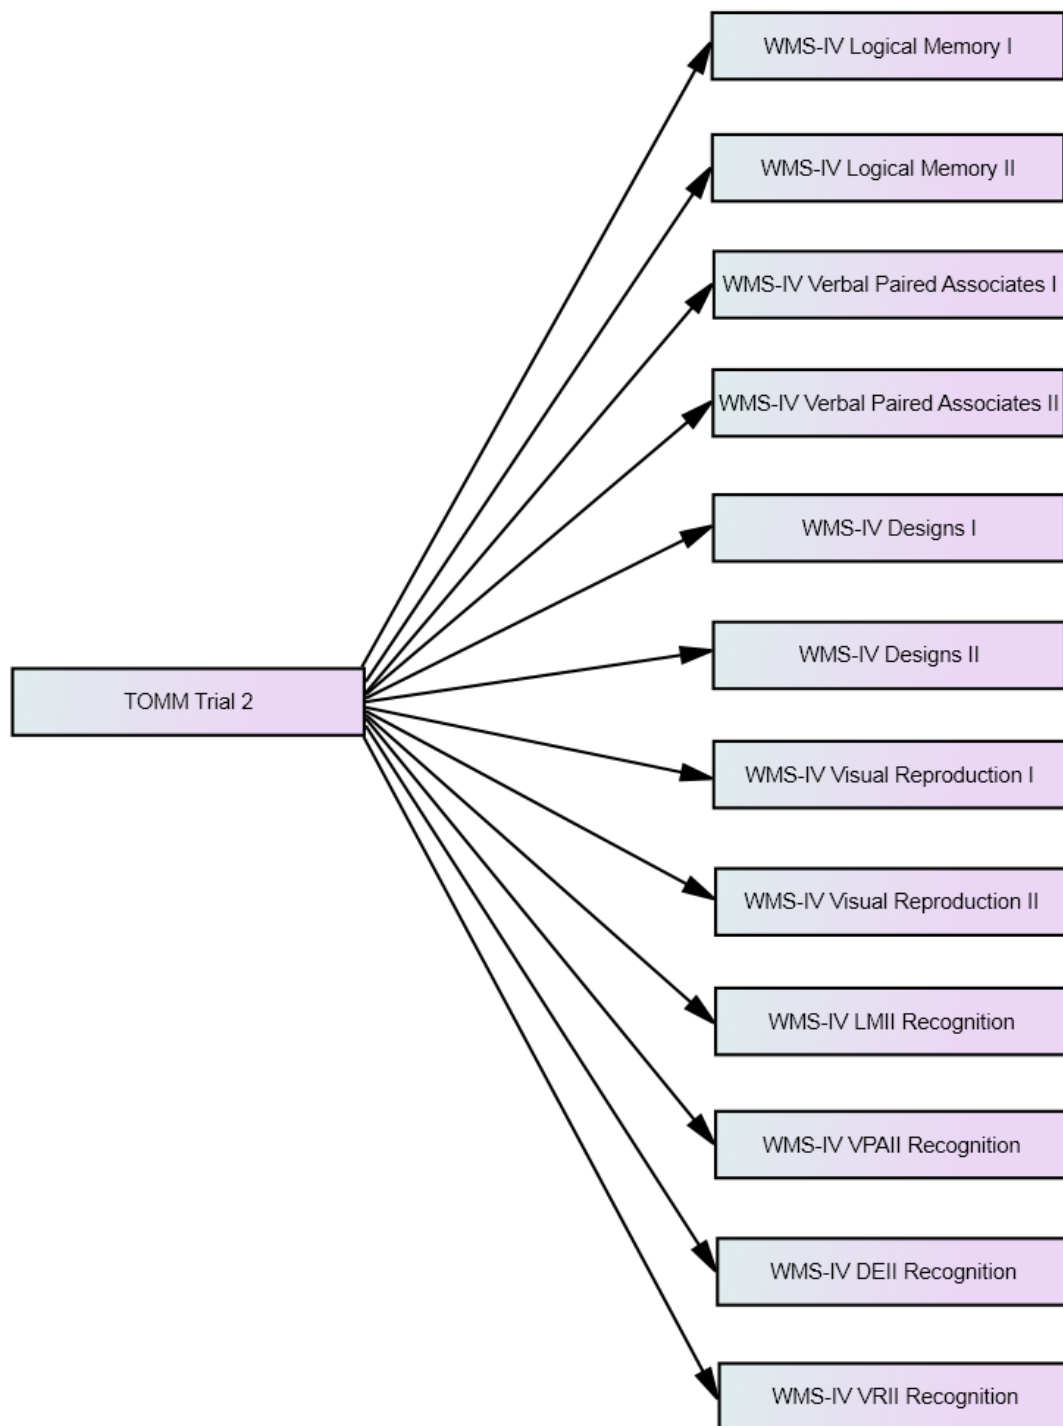 WMS-IV Logical Memory I
WMS-IV Logical Memory II
WMS-IV Verbal Paired Associates I
WMS-IV Verbal Paired Associates II
WMS-IV Designs I
WMS-IV Designs II
TOMM Trial 2
WMS-IV Visual Reproduction I
WMS-IV Visual Reproduction II
WMS-IV LMII Recognition
WMS-IV VPAII Recognition
WMS-IV DEII Recognition
WMS-IV VRII Recognition